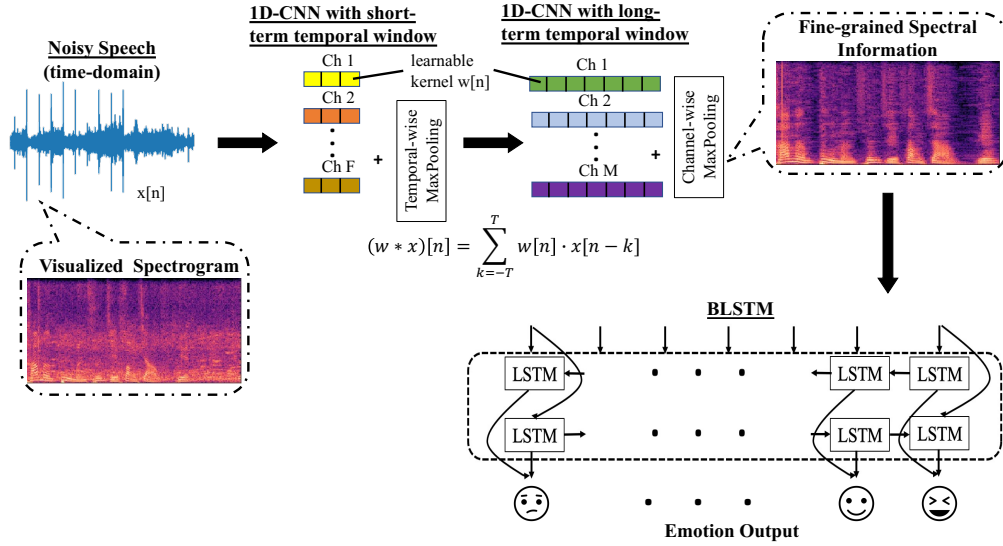 Noisy Speech
(time-domain)
x[n]
Visualized Spectrogram
1D-CNN with short-
term temporal window
Ch 1
Ch 2
Ch F
+
Temporal-wise
MaxPooling
learnable
kernel w[n]
1D-CNN with long-
term temporal window
Ch 1
Ch 2
Ch M
+
Channel-wise
MaxPooling
(w ∗ x)[n] = ∑_{k=−T}^{T} w[n] · x[n − k]
Fine-grained Spectral
Information
BLSTM
LSTM LSTM LSTM
LSTM LSTM LSTM
Emotion Output